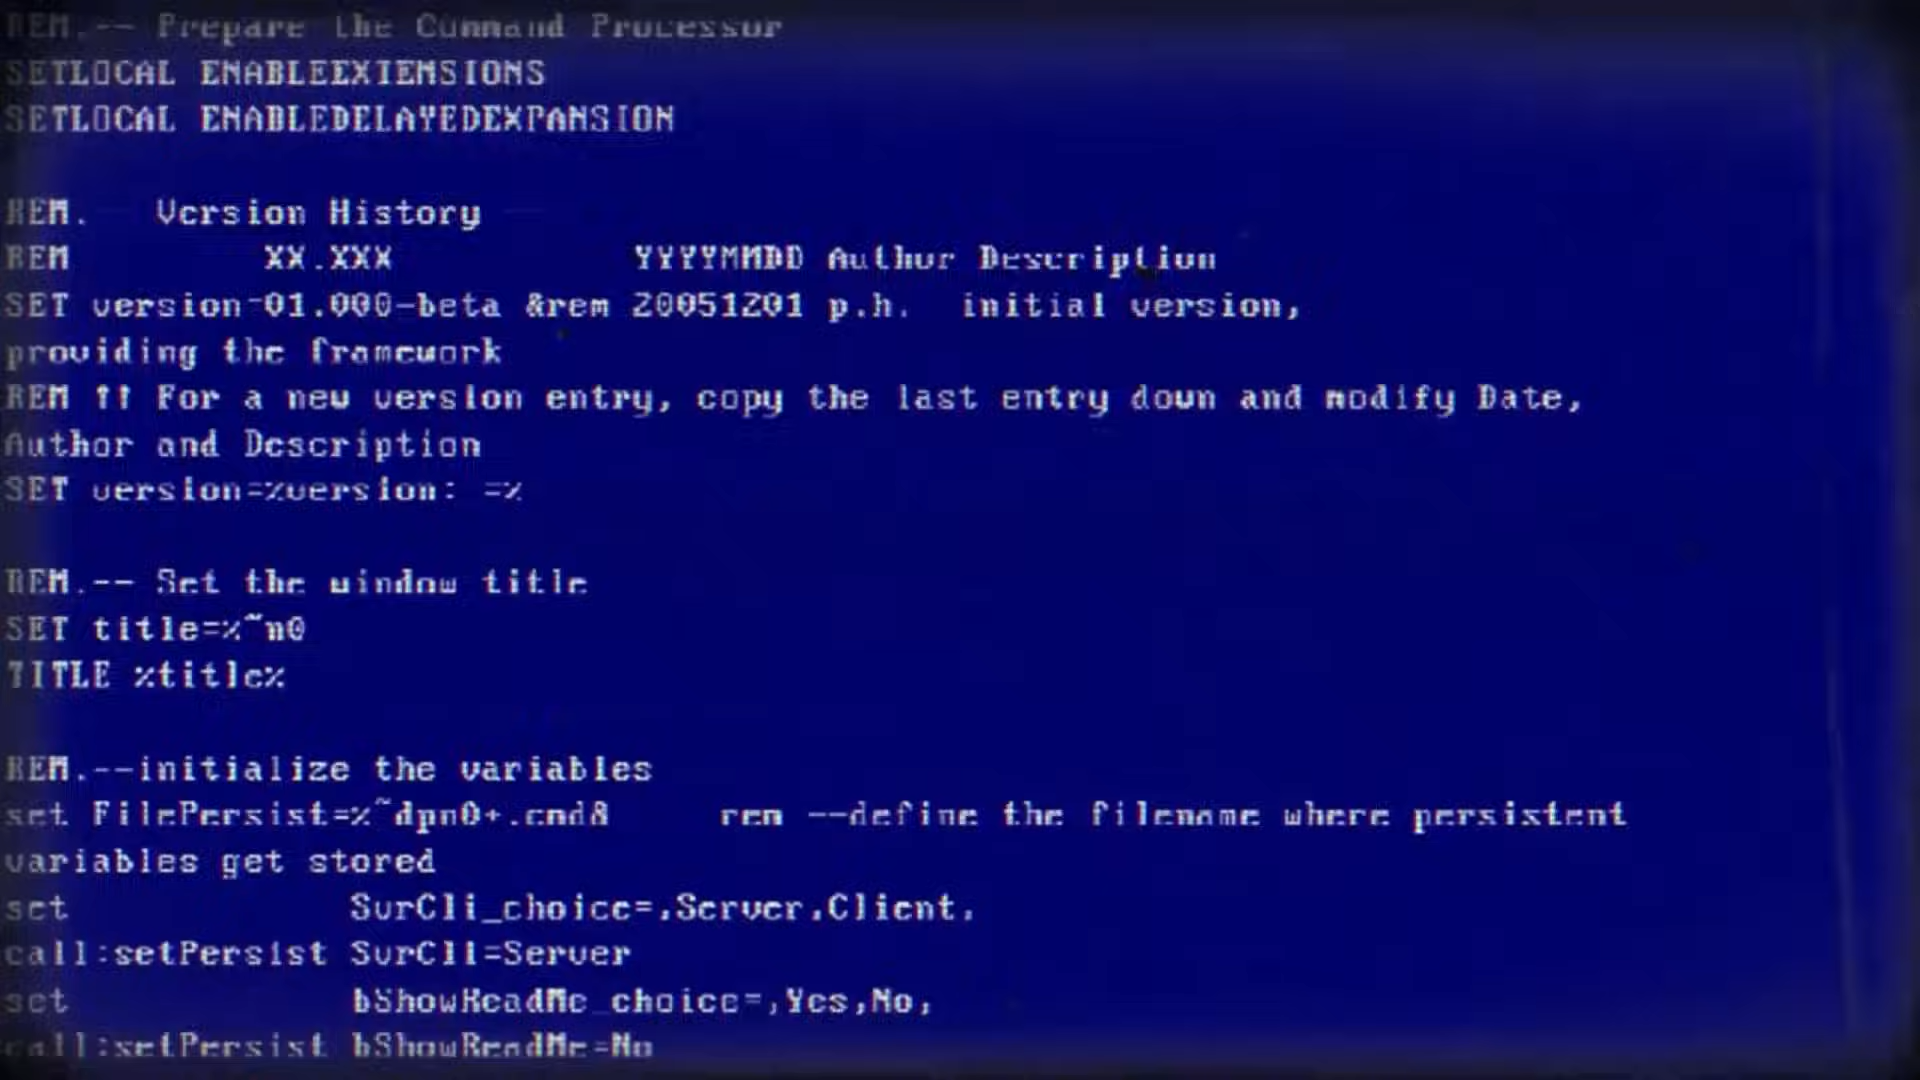 REM.-- Prepare the Command Processor
SETLOCAL ENABLEEXTENSIONS
SETLOCAL ENABLEDELAYEDEXPANSION
REM. Version History
REM XX.XXX YYYYMMDD Author Description
SET version=01.000-beta &rem 20051201 p.h. initial version,
providing the framework
REM !! For a new version entry, copy the last entry down and modify Date,
Author and Description
SET version=%version: =%
REM.-- Set the window title
SET title=%~n0
TITLE %title%
REM.--initialize the variables
set FilePersist=%~dpn0+.cmd& rem --define the filename where persistent
variables get stored
set SvrCli_choice=,Server,Client,
call:setPersist SvrCli=Server
set bShowReadMe_choice=,Yes,No,
call:setPersist bShowReadMe=No